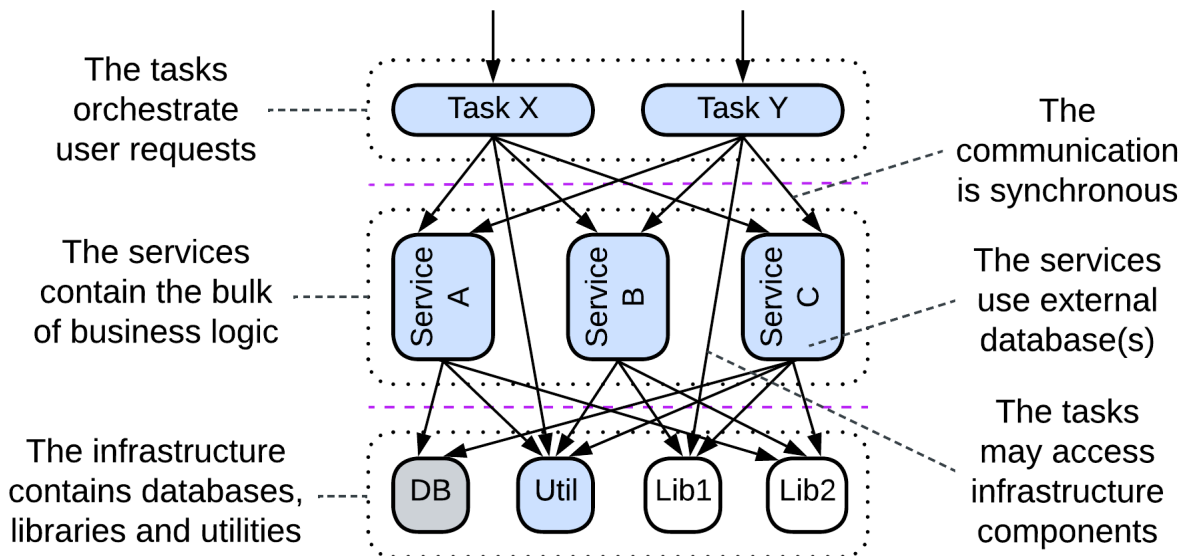 The tasks
orchestrate
user requests
Task X
Task Y
The
communication
is synchronous
The services
contain the bulk
of business logic
Service
A
Service
B
Service
C
The services
use external
database(s)
The infrastructure
contains databases,
libraries and utilities
DB
Util
Lib1
Lib2
The tasks
may access
infrastructure
components